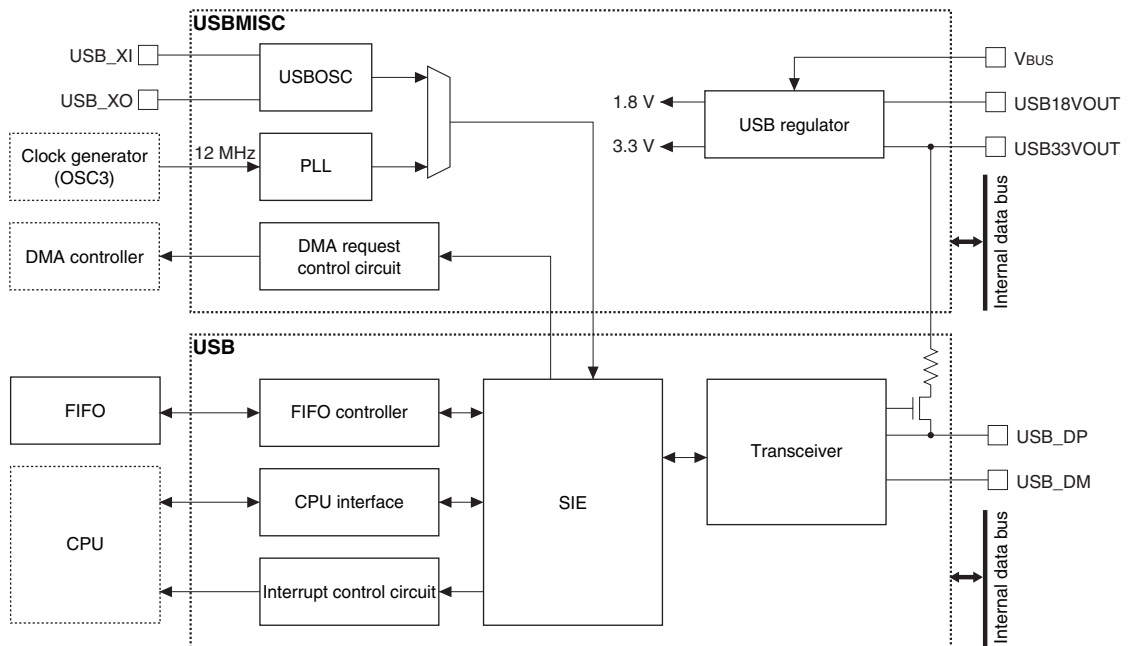 USBMISC
USB_XI
USB_XO
USBOSC
VBUS
USB18VOUT
USB33VOUT
1.8 V
3.3 V
USB regulator
Clock generator
(OSC3)
12 MHz
PLL
Internal data bus
DMA controller
DMA request
control circuit
USB
FIFO
FIFO controller
CPU
CPU interface
Interrupt control circuit
SIE
Transceiver
USB_DP
USB_DM
Internal data bus